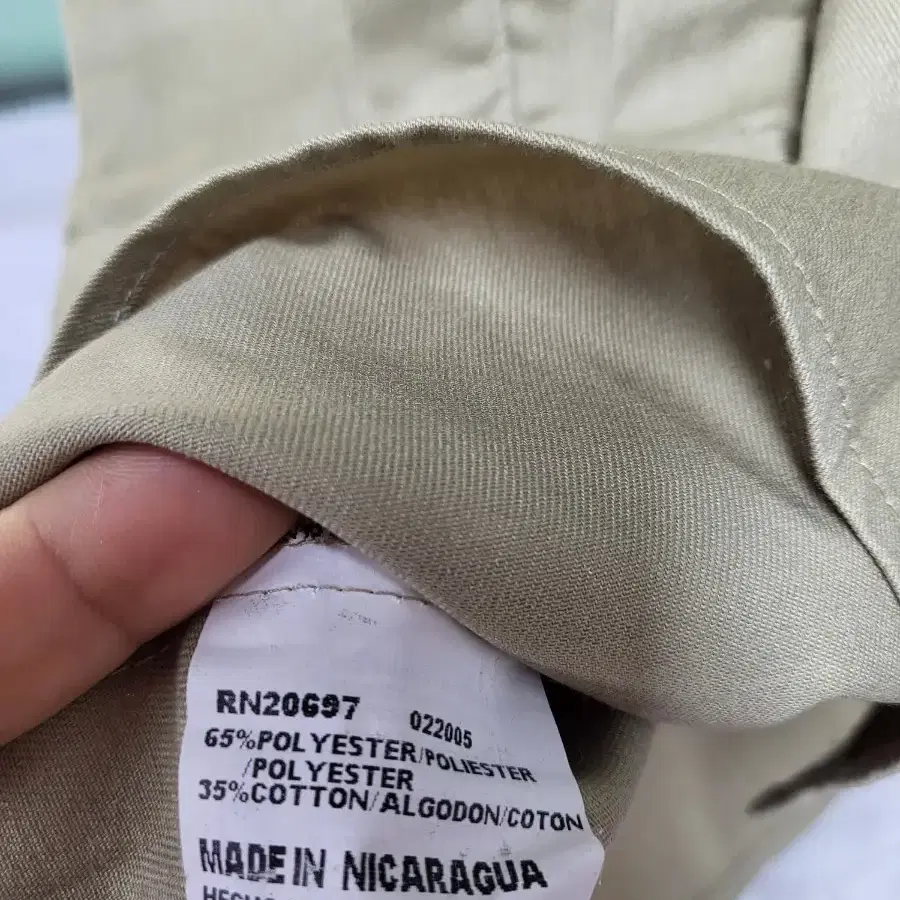 RN20697 022005
65%POLYESTER/POLIESTER
/POLYESTER
35%COTTON/ALGODON/COTON
MADE IN NICARAGUA